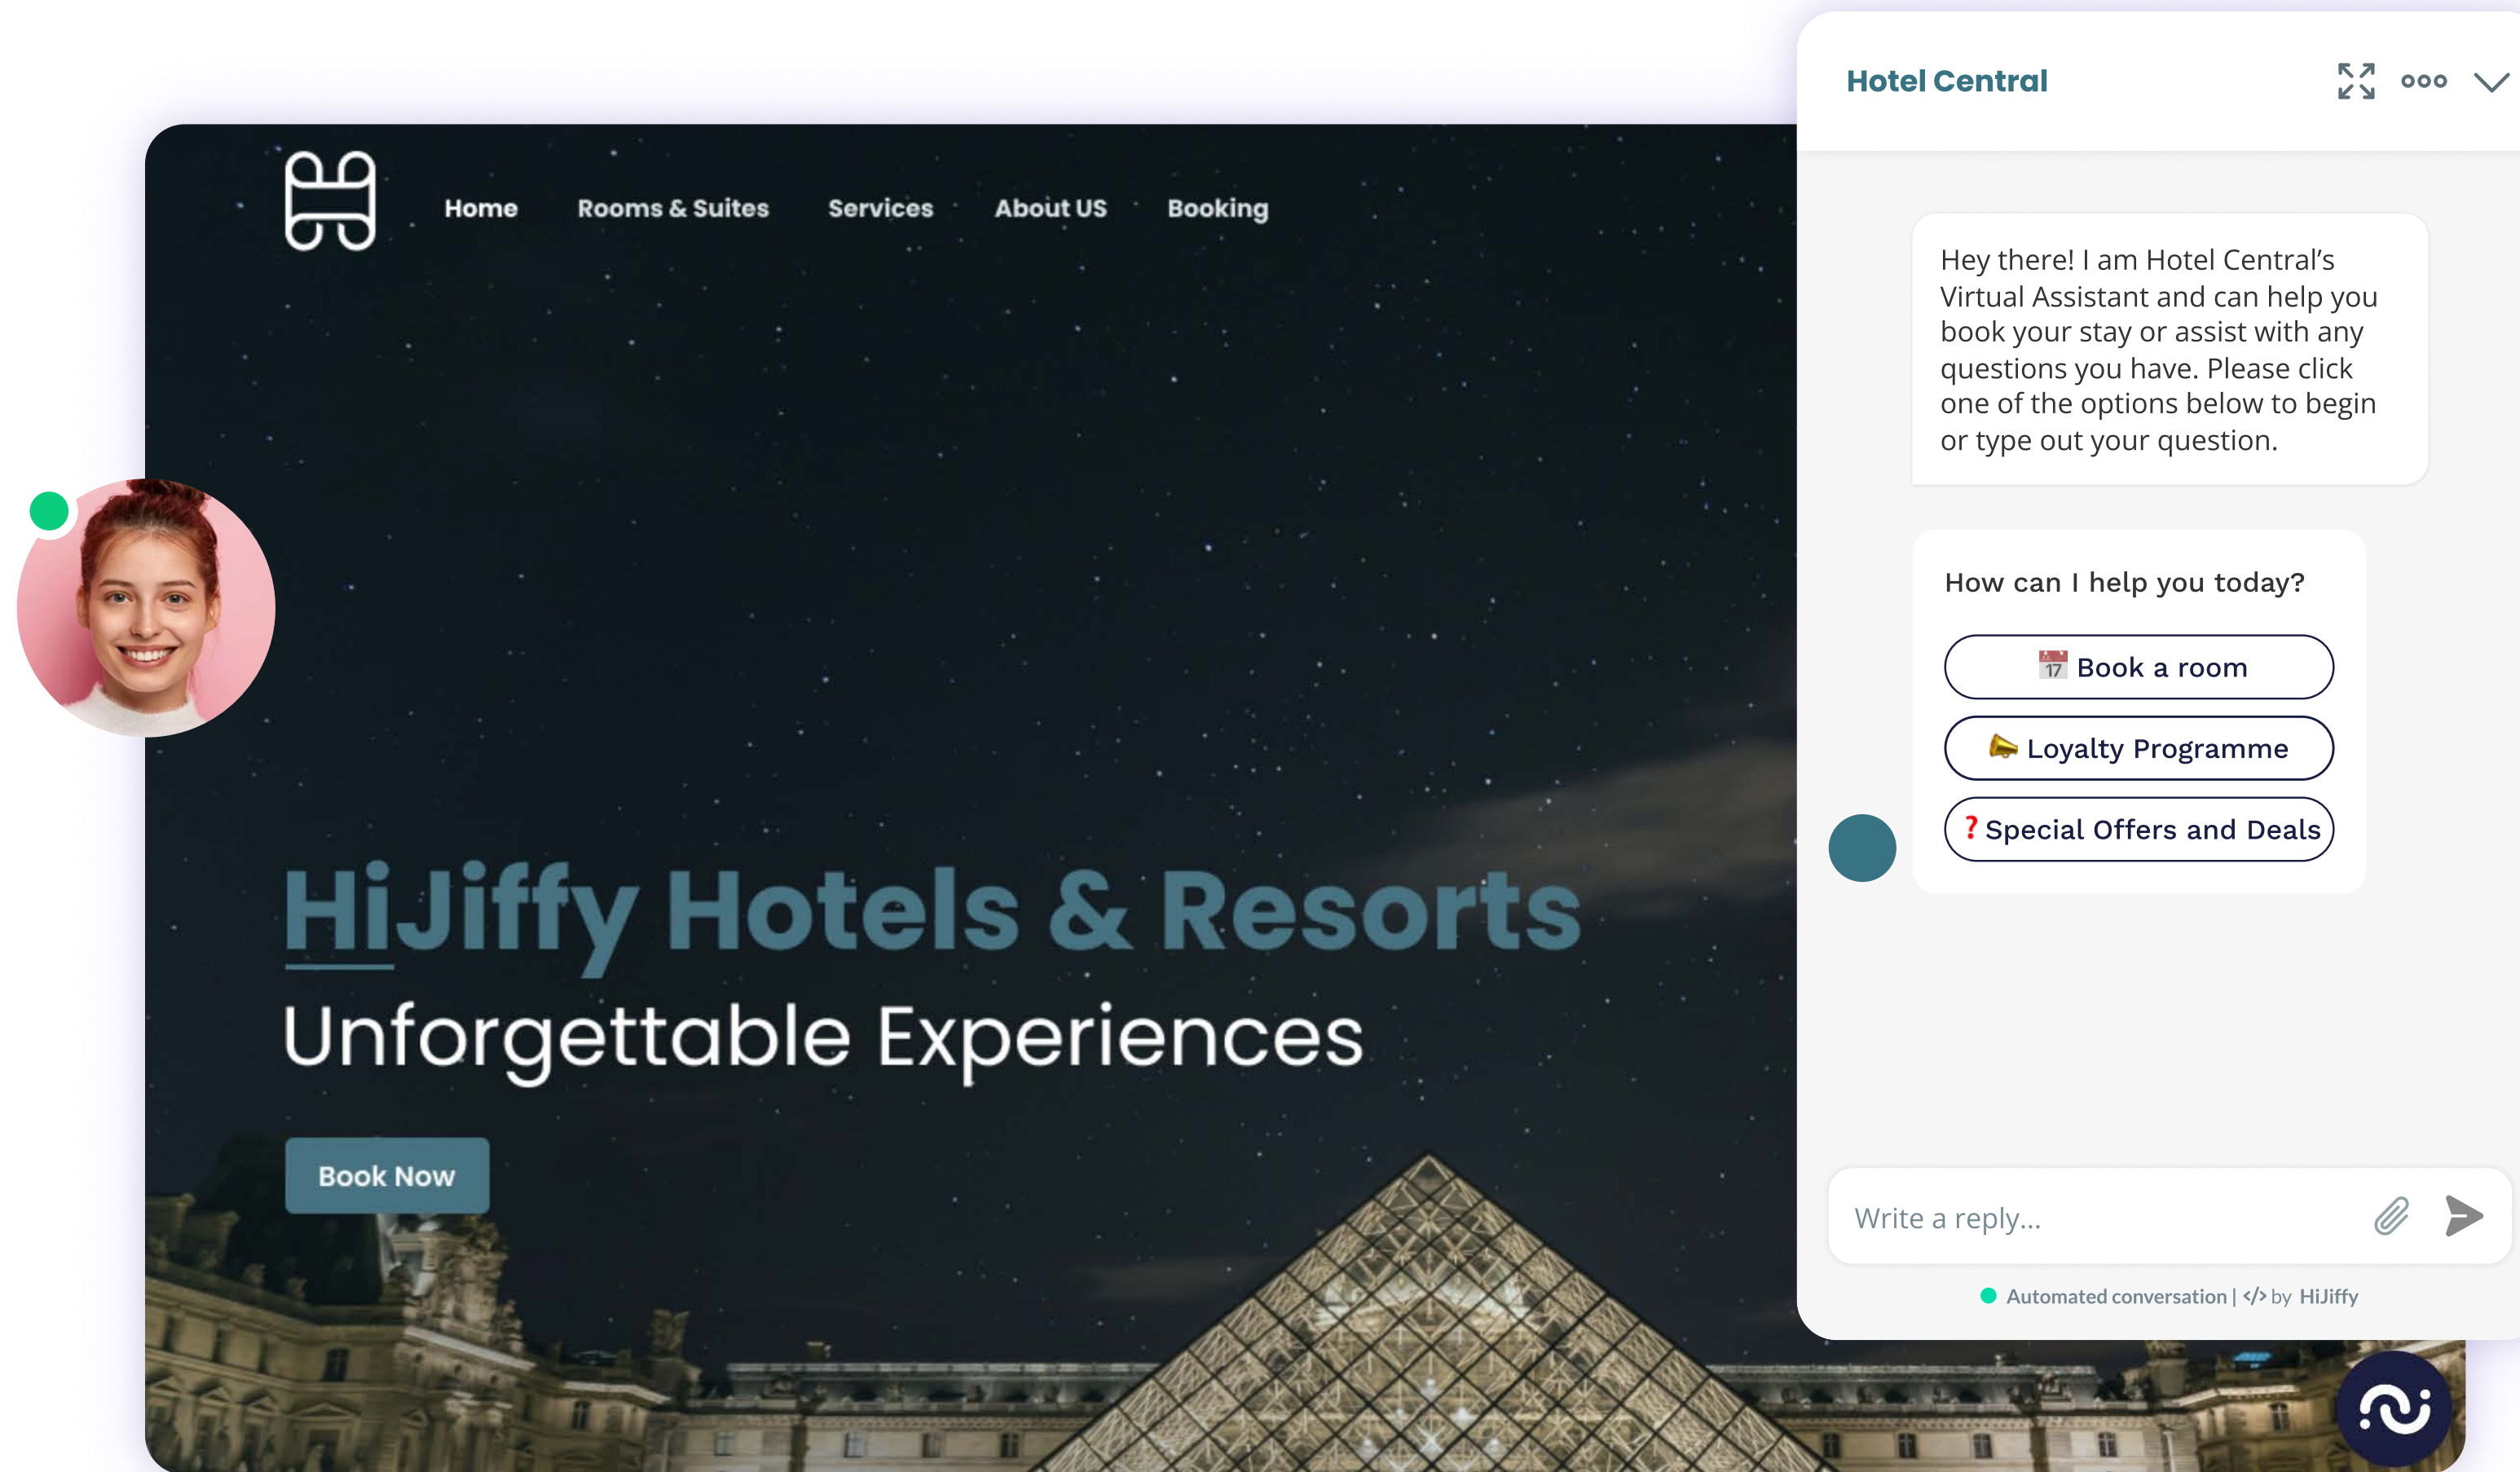 Home Rooms & Suites Services About US Booking
HiJiffy Hotels & Resorts
Unforgettable Experiences
Book Now
Hotel Central
Hey there! I am Hotel Central’s
Virtual Assistant and can help you
book your stay or assist with any
questions you have. Please click
one of the options below to begin
or type out your question.
How can I help you today?
17 Book a room
Loyalty Programme
❓ Special Offers and Deals
Write a reply...
Automated conversation | </> by HiJiffy